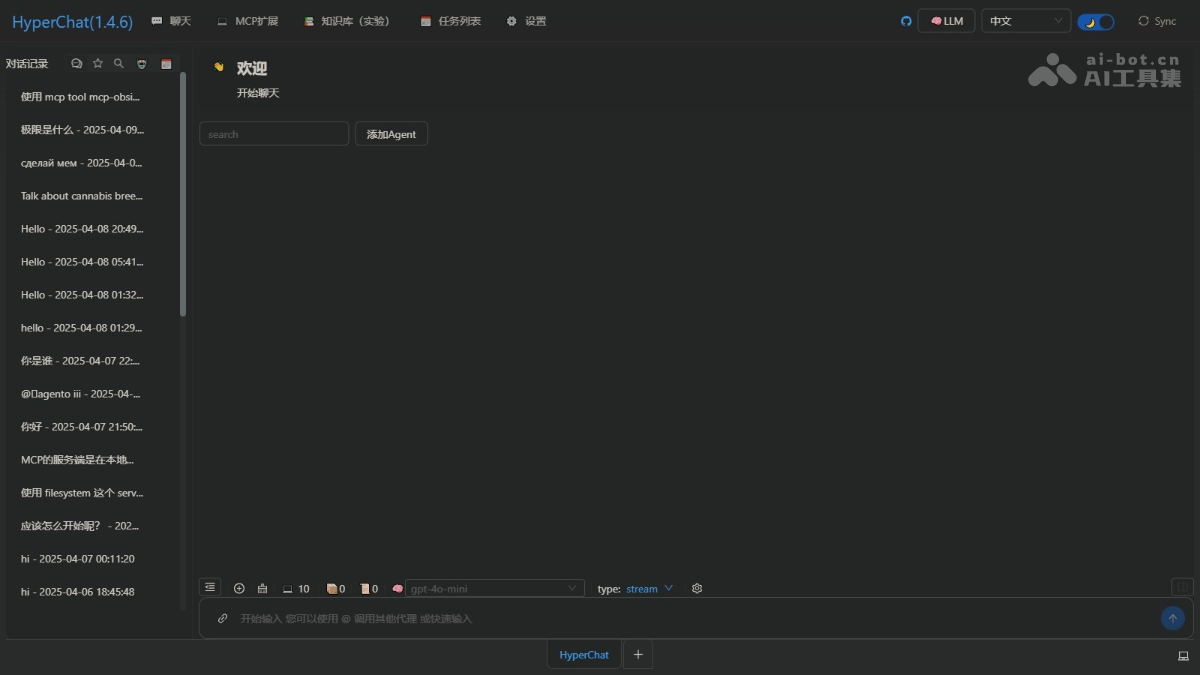 HyperChat(1.4.6)
聊天
MCP扩展
知识库（实验）
任务列表
设置
LLM
中文
Sync
ai-bot.cn
AI工具集
对话记录
使用 mcp tool mcp-obsi...
极限是什么 - 2025-04-09...
сделай мем - 2025-04-0...
Talk about cannabis bree...
Hello - 2025-04-08 20:49...
Hello - 2025-04-08 05:41...
Hello - 2025-04-08 01:32...
hello - 2025-04-08 01:29...
你是谁 - 2025-04-07 22:...
@▯agento iii - 2025-04-...
你好 - 2025-04-07 21:50:...
MCP的服务端是在本地...
使用 filesystem 这个 serv...
应该怎么开始呢？ - 202...
hi - 2025-04-07 00:11:20
hi - 2025-04-06 18:45:48
欢迎
开始聊天
search
添加Agent
10
0
0
gpt-4o-mini
type: stream
开始输入 您可以使用 @ 调用其他代理 或快速输入
HyperChat
+